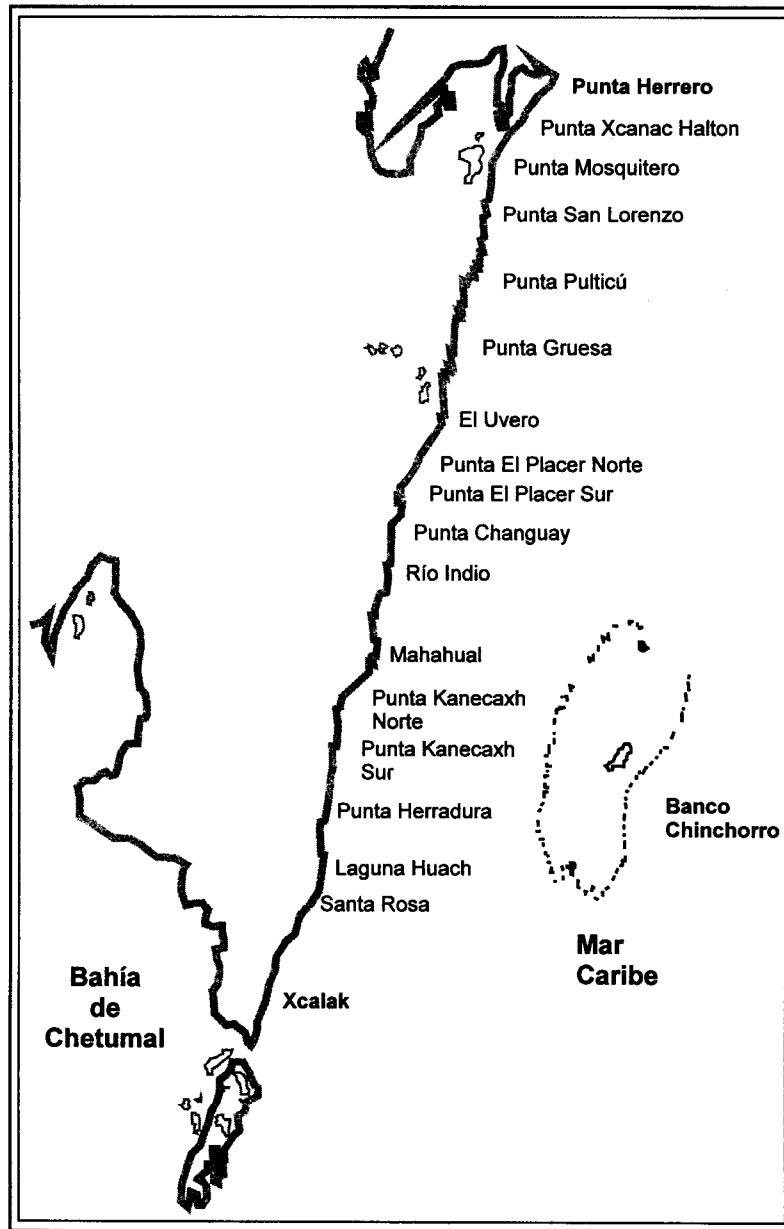 Punta Herrero
Punta Xcanac Halton
Punta Mosquitero
Punta San Lorenzo
Punta Pulticú
Punta Gruesa
El Uvero
Punta El Placer Norte
Punta El Placer Sur
Punta Changuay
Río Indio
Mahahual
Punta Kanecaxh
Norte
Punta Kanecaxh
Sur
Punta Herradura
Banco
Chinchorro
Laguna Huach
Santa Rosa
Mar
Caribe
Bahía
de
Chetumal
Xcalak